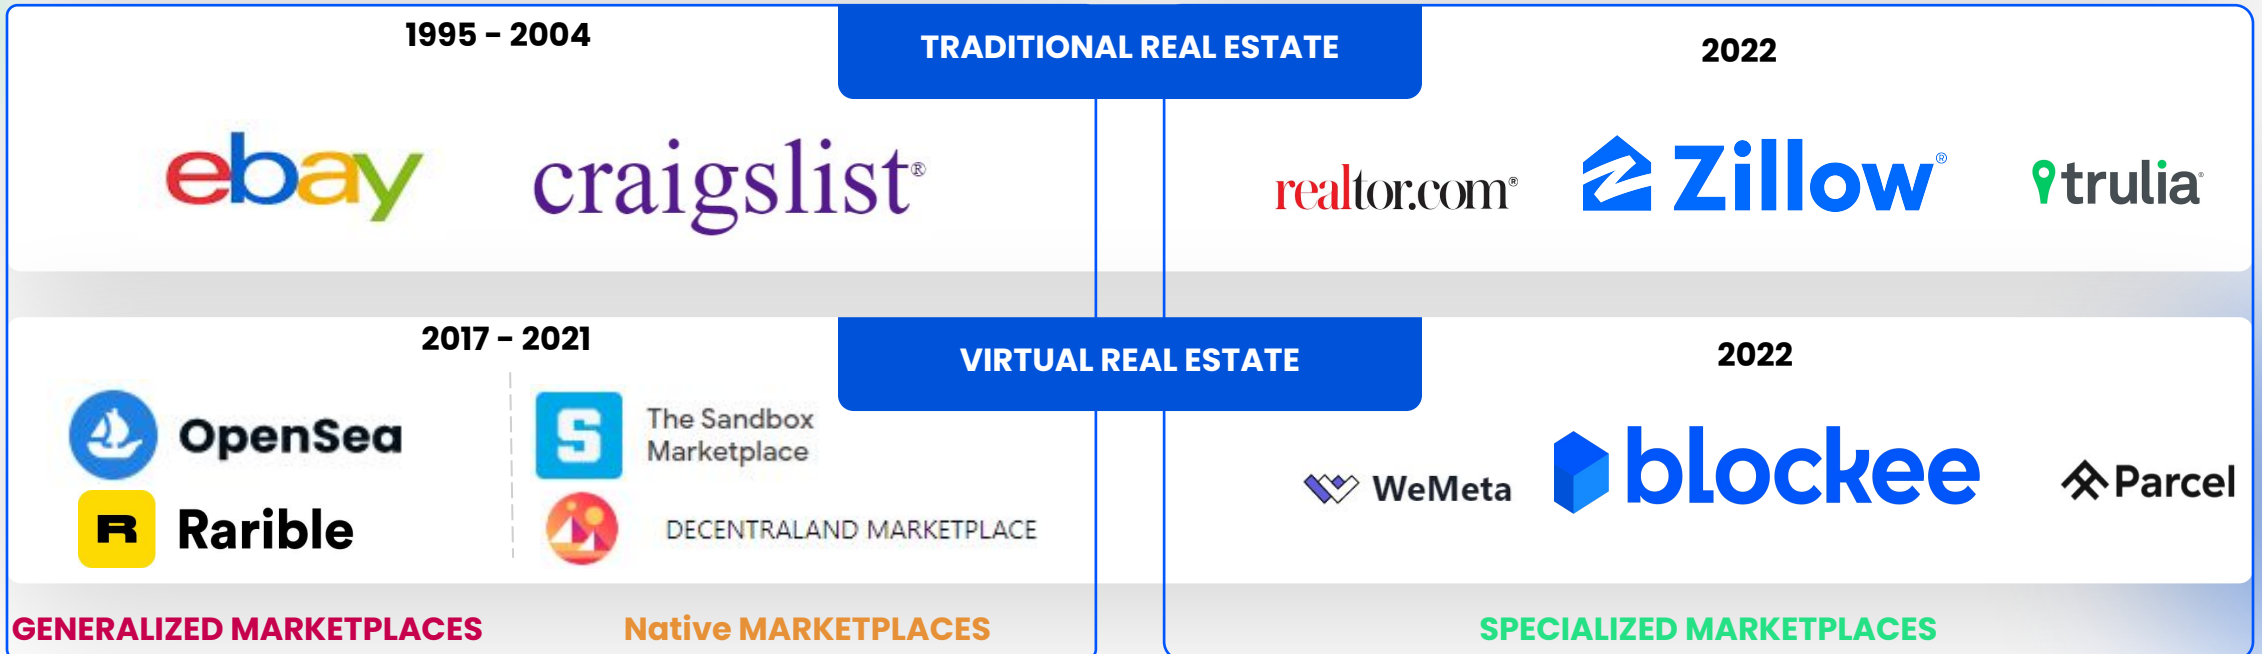 1995 - 2004
TRADITIONAL REAL ESTATE
2022
ebay
craigslist®
realtor.com®
Zillow®
trulia
2017 - 2021
VIRTUAL REAL ESTATE
2022
OpenSea
The Sandbox
Marketplace
R Rarible
DECENTRALAND MARKETPLACE
WeMeta
blockee
Parcel
GENERALIZED MARKETPLACES
Native MARKETPLACES
SPECIALIZED MARKETPLACES